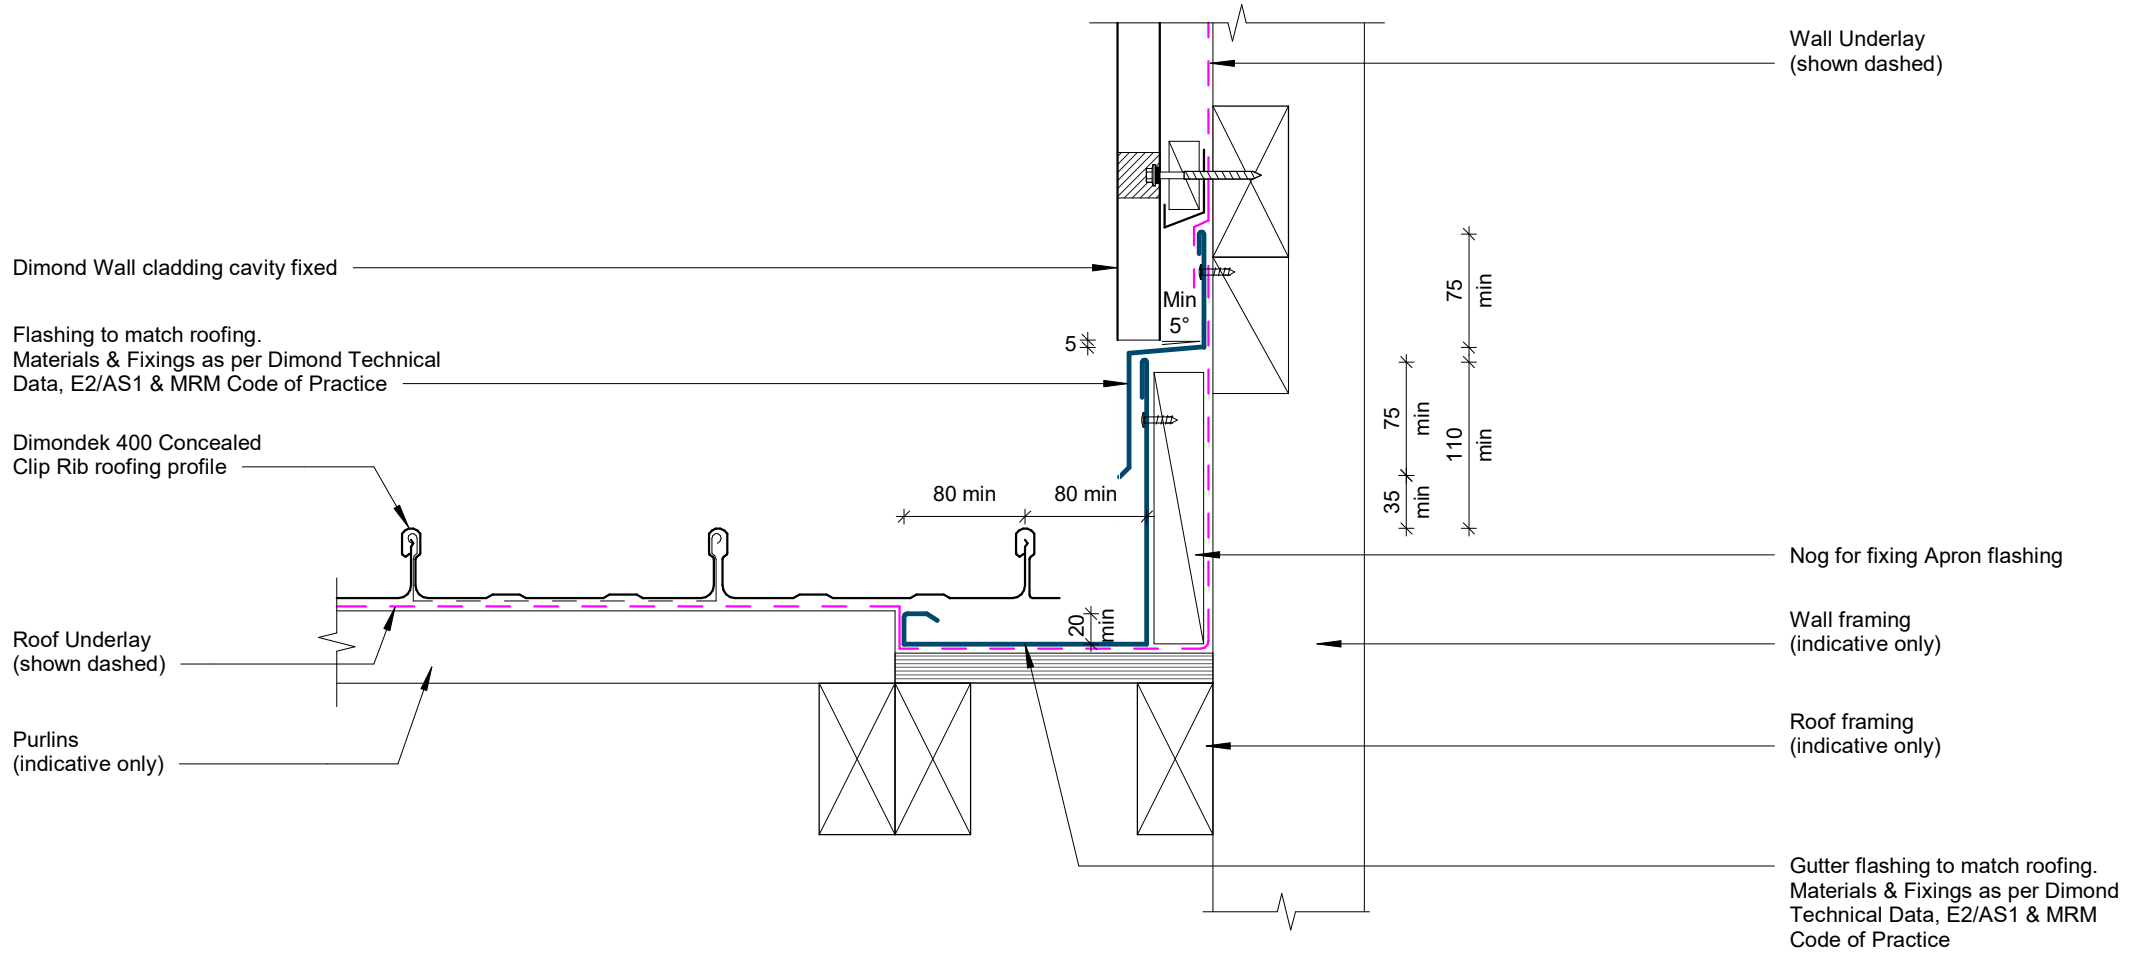 Wall Underlay
(shown dashed)
Dimond Wall cladding cavity fixed
Flashing to match roofing.
Materials & Fixings as per Dimond Technical
Data, E2/AS1 & MRM Code of Practice
Dimondek 400 Concealed
Clip Rib roofing profile
Roof Underlay
(shown dashed)
Purlins
(indicative only)
Min
5°
5
80 min
80 min
20
min
75
min
75
min
110
min
35
min
Nog for fixing Apron flashing
Wall framing
(indicative only)
Roof framing
(indicative only)
Gutter flashing to match roofing.
Materials & Fixings as per Dimond
Technical Data, E2/AS1 & MRM
Code of Practice